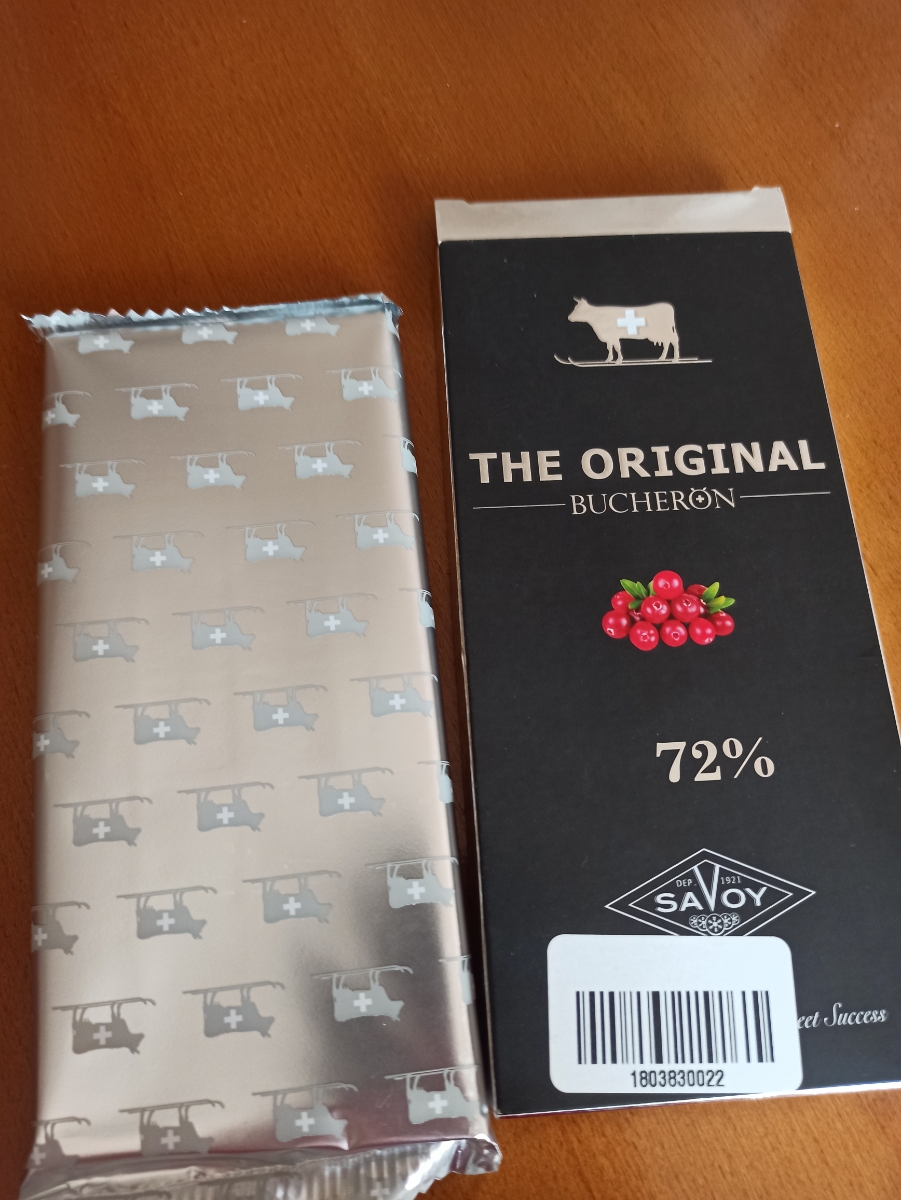 THE ORIGINAL
BUCHERON
72%
DEP. 1921
SAVOY
eet Success
1803830022